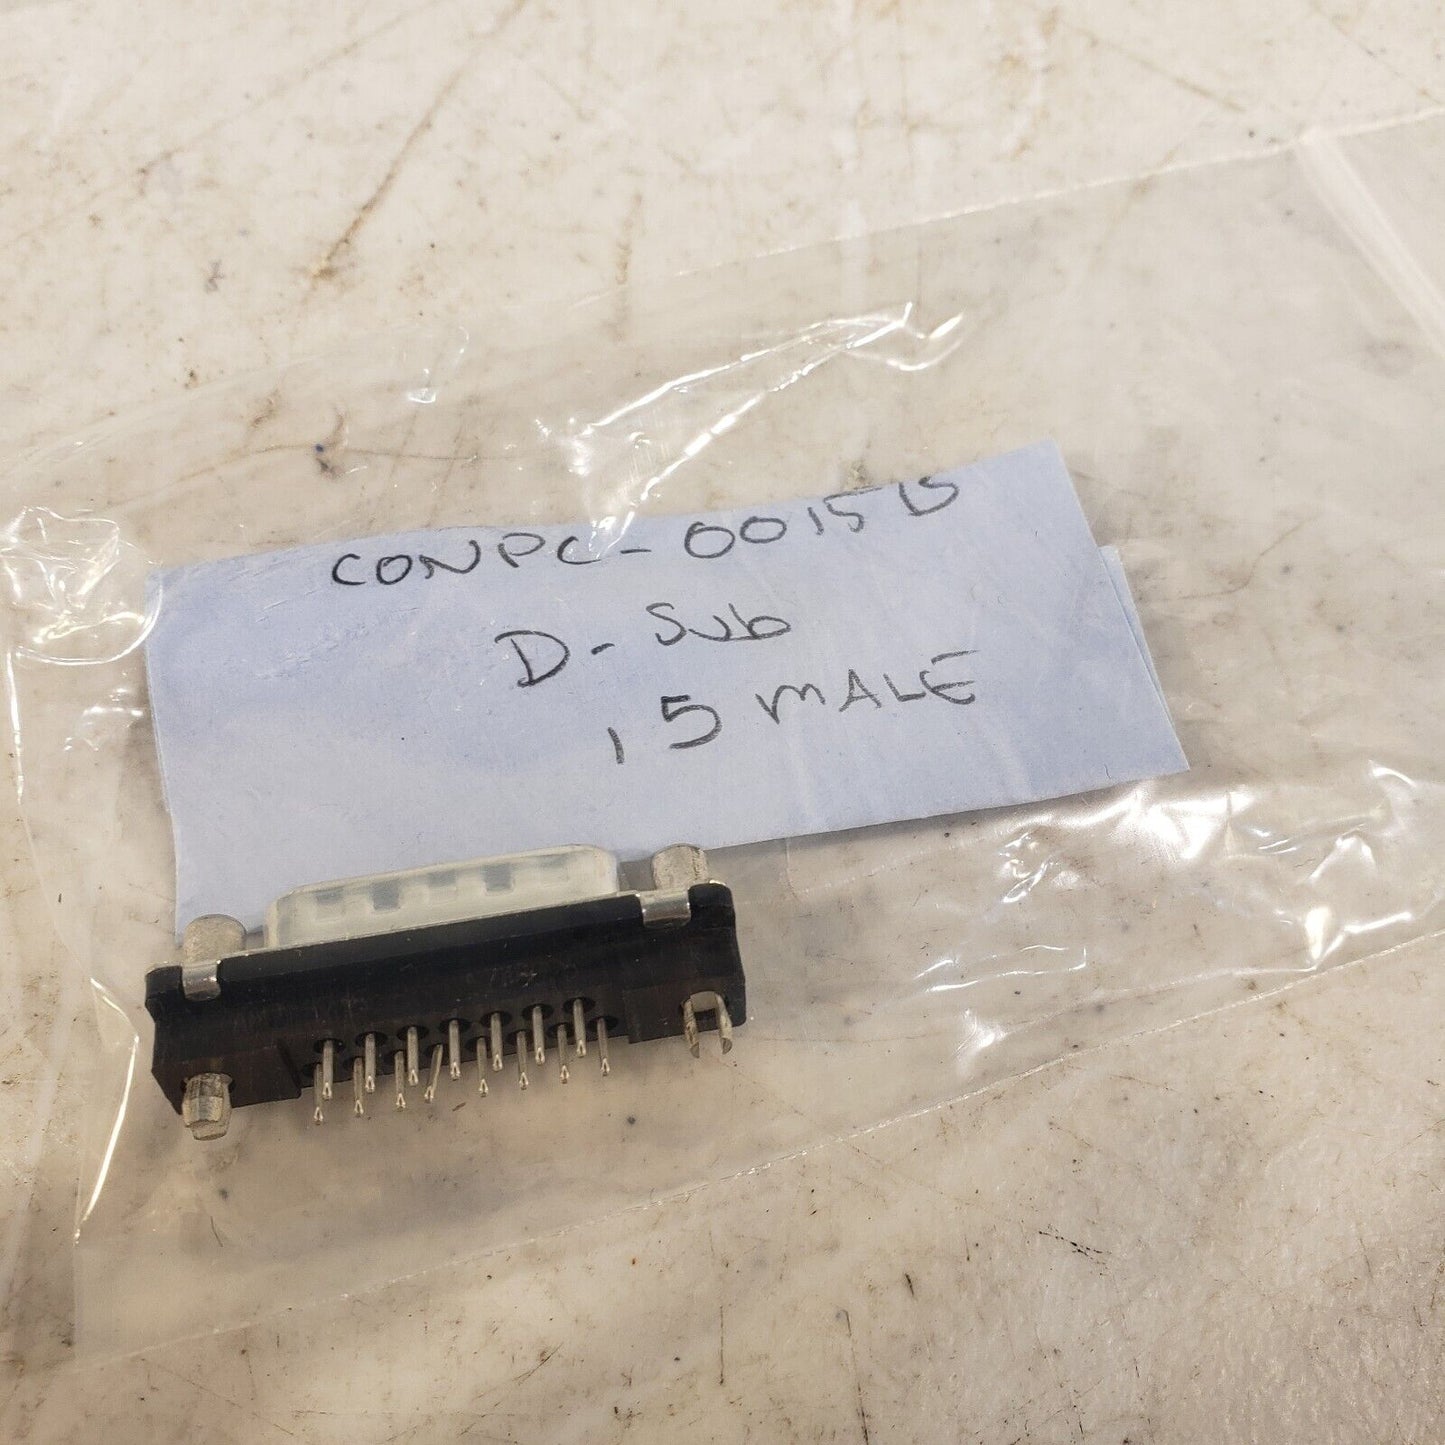 CONPC-0015B
D-Sub
15 MALE